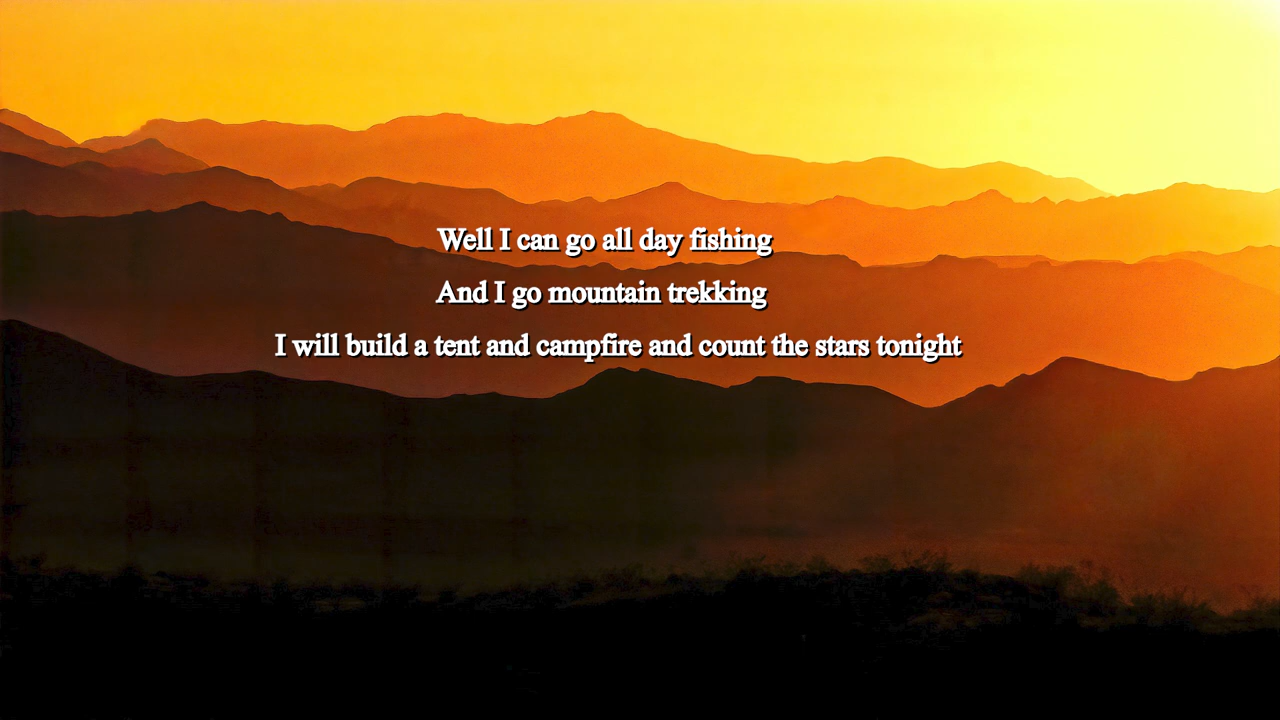 Well I can go all day fishing
And I go mountain trekking
I will build a tent and campfire and count the stars tonight